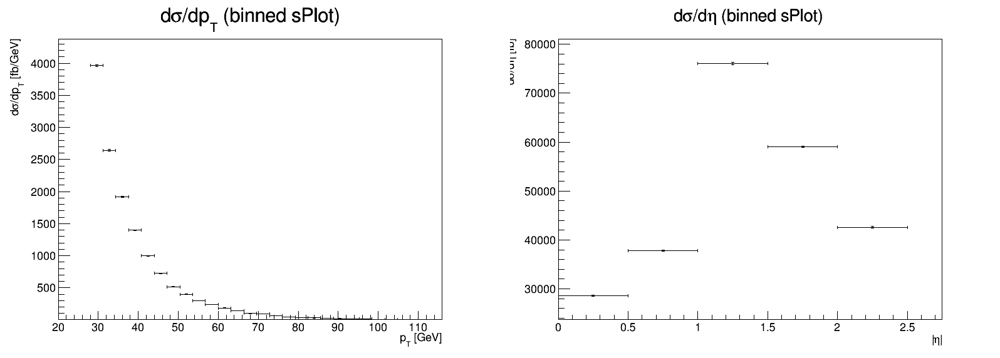 dσ/dp_T (binned sPlot)
dσ/dp_T [fb/GeV]
4000
3500
3000
2500
2000
1500
1000
500
20 30 40 50 60 70 80 90 100 110
p_T [GeV]
dσ/dη (binned sPlot)
80000
70000
60000
50000
40000
30000
0 0.5 1 1.5 2 2.5
|η|